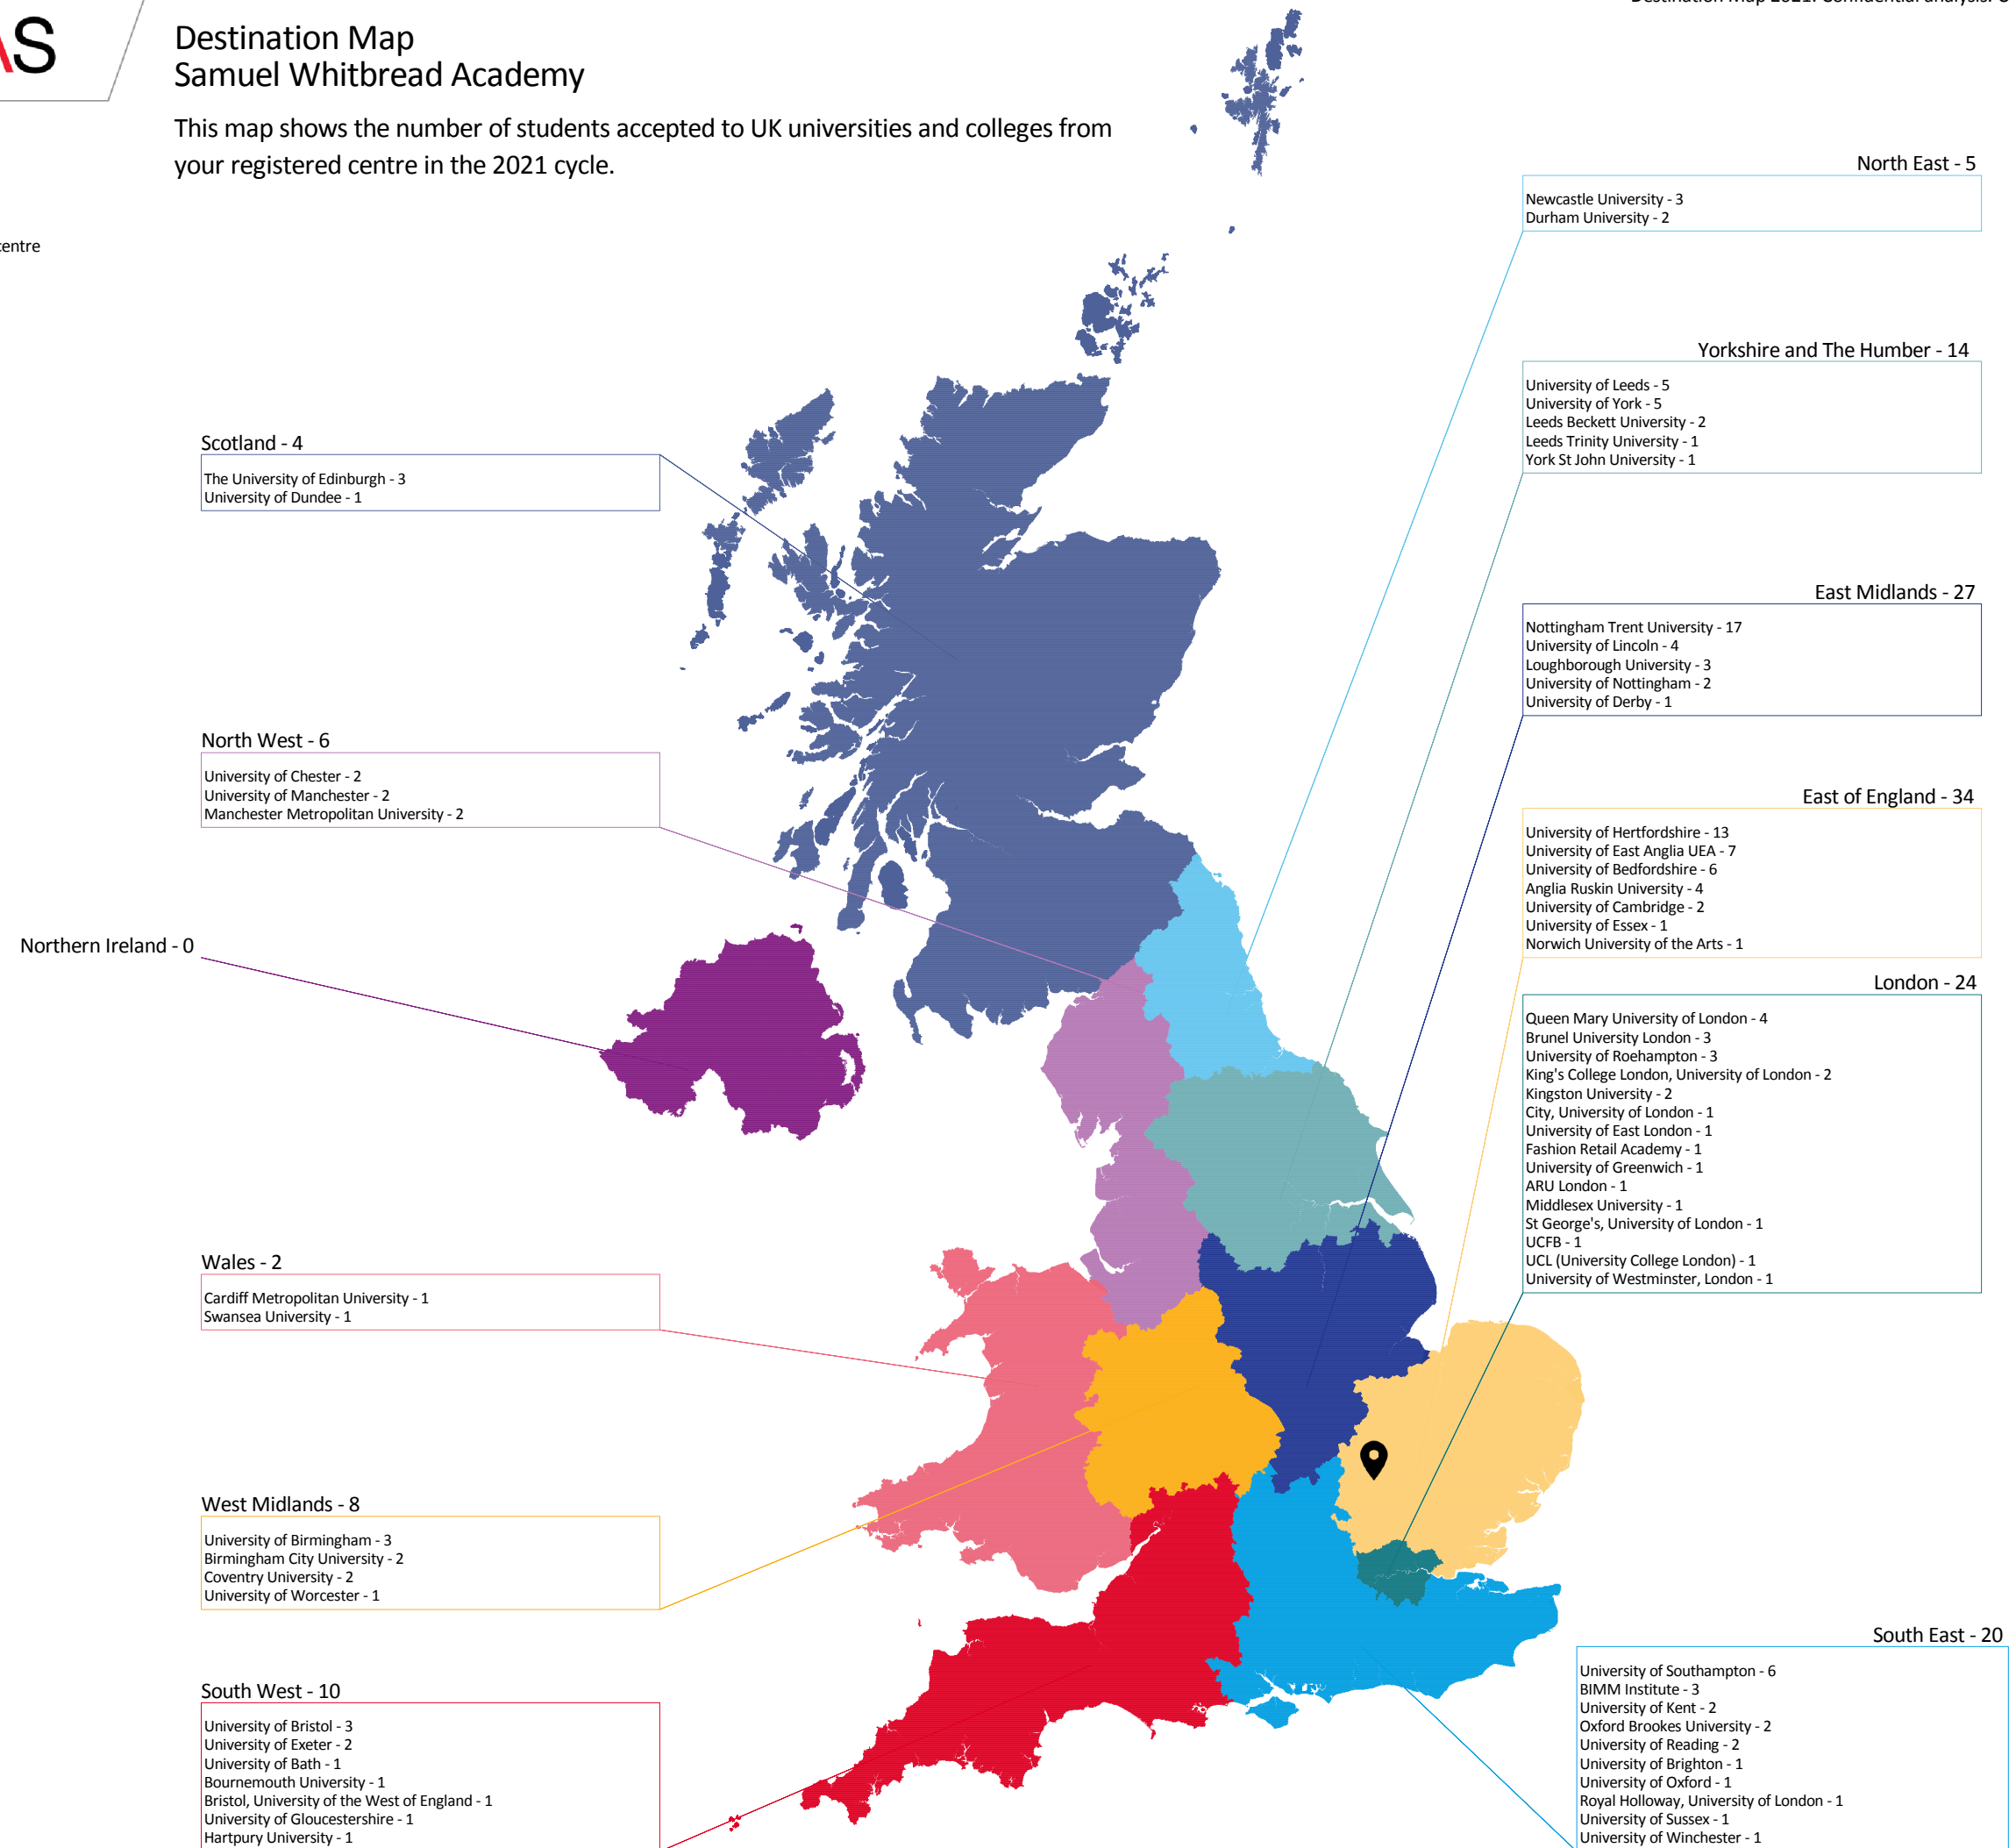 AS
Destination Map
Samuel Whitbread Academy
This map shows the number of students accepted to UK universities and colleges from
your registered centre in the 2021 cycle.
centre
North East - 5
Newcastle University - 3
Durham University - 2
Yorkshire and The Humber - 14
University of Leeds - 5
University of York - 5
Leeds Beckett University - 2
Leeds Trinity University - 1
York St John University - 1
Scotland - 4
The University of Edinburgh - 3
University of Dundee - 1
East Midlands - 27
Nottingham Trent University - 17
University of Lincoln - 4
Loughborough University - 3
University of Nottingham - 2
University of Derby - 1
North West - 6
University of Chester - 2
University of Manchester - 2
Manchester Metropolitan University - 2
East of England - 34
University of Hertfordshire - 13
University of East Anglia UEA - 7
University of Bedfordshire - 6
Anglia Ruskin University - 4
University of Cambridge - 2
University of Essex - 1
Norwich University of the Arts - 1
Northern Ireland - 0
London - 24
Queen Mary University of London - 4
Brunel University London - 3
University of Roehampton - 3
King's College London, University of London - 2
Kingston University - 2
City, University of London - 1
University of East London - 1
Fashion Retail Academy - 1
University of Greenwich - 1
ARU London - 1
Middlesex University - 1
St George's, University of London - 1
UCFB - 1
UCL (University College London) - 1
University of Westminster, London - 1
Wales - 2
Cardiff Metropolitan University - 1
Swansea University - 1
West Midlands - 8
University of Birmingham - 3
Birmingham City University - 2
Coventry University - 2
University of Worcester - 1
South West - 10
University of Bristol - 3
University of Exeter - 2
University of Bath - 1
Bournemouth University - 1
Bristol, University of the West of England - 1
University of Gloucestershire - 1
Hartpury University - 1
South East - 20
University of Southampton - 6
BIMM Institute - 3
University of Kent - 2
Oxford Brookes University - 2
University of Reading - 2
University of Brighton - 1
University of Oxford - 1
Royal Holloway, University of London - 1
University of Sussex - 1
University of Winchester - 1